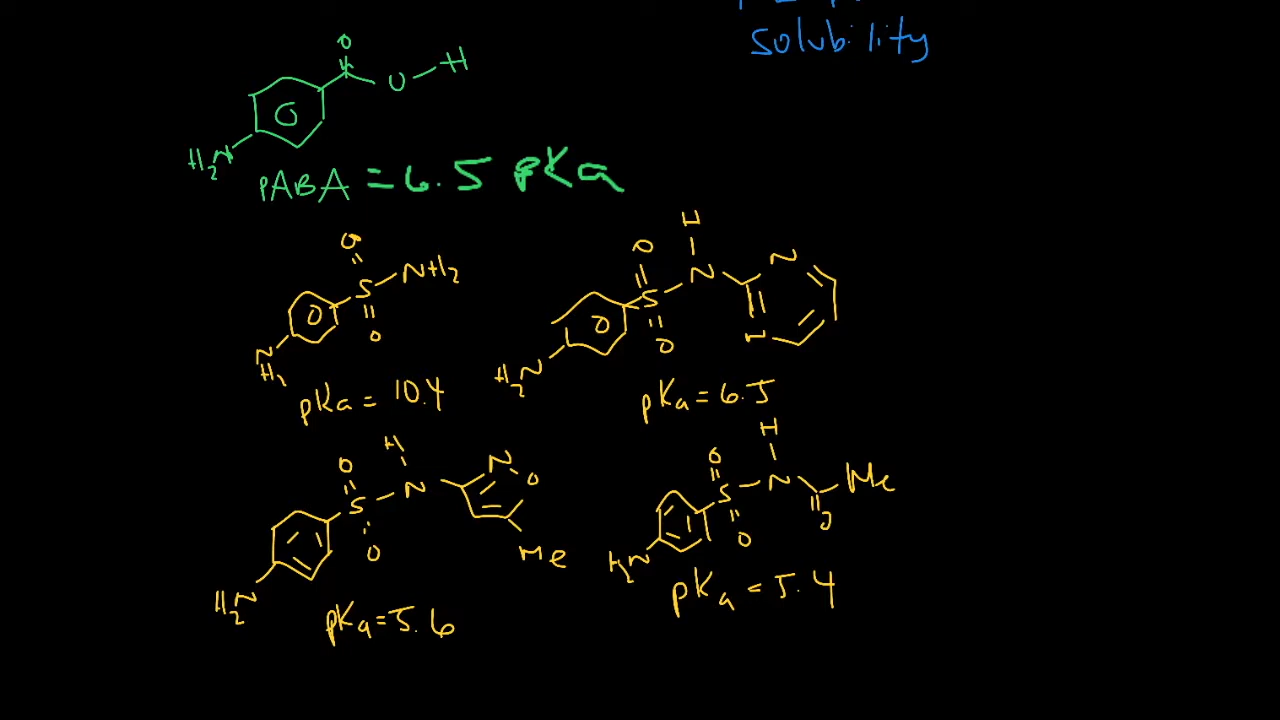 solubility
O
O
H
H2N
PABA = 6.5 pKa
O
S
NH2
O
N
H2
pKa = 10.4
H
O
N
N
S
O
N
H2N
pKa = 6.5
H
O
N
N
O
S
O
Me
H2N
pKa = 5.6
H
O
N
Me
S
O
O
H2N
pKa = 5.4